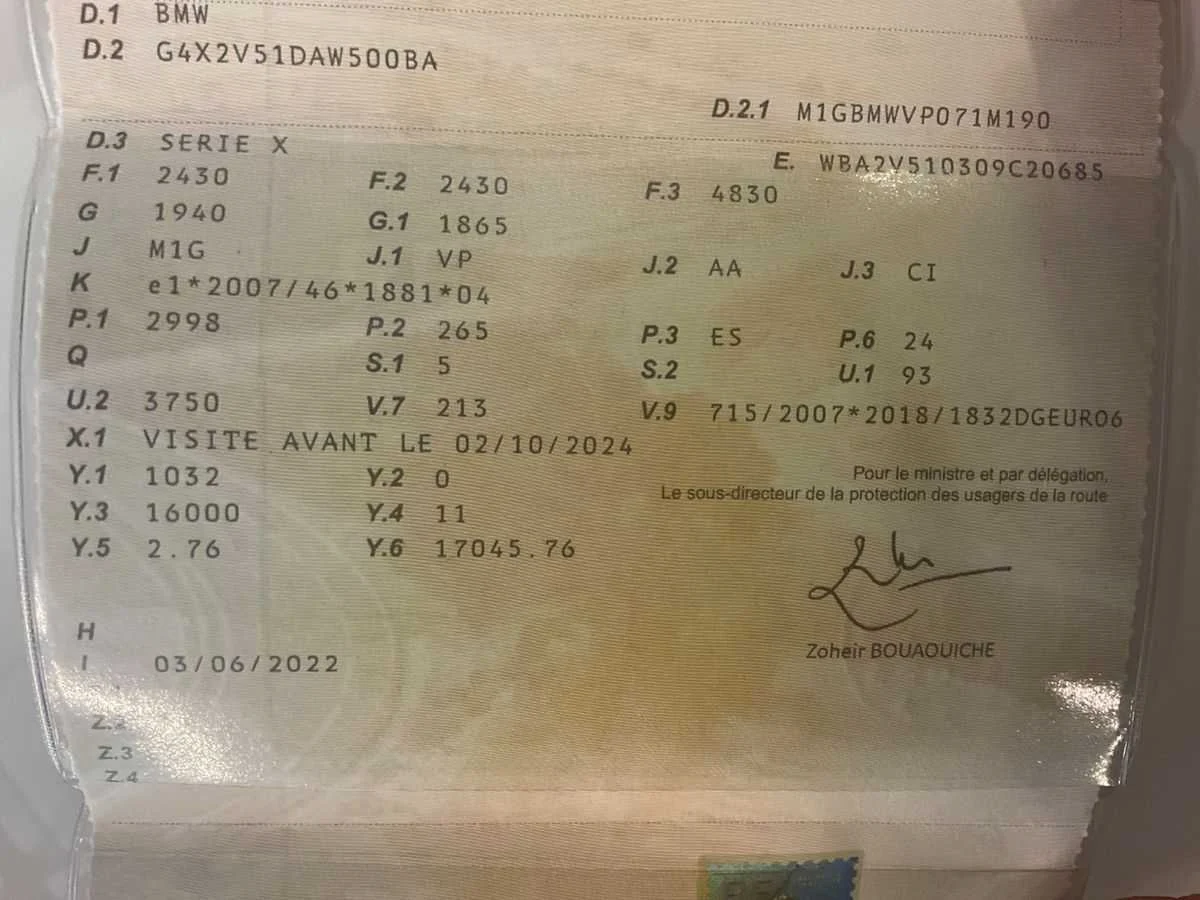 D.1 BMW
D.2 G4X2V51DAW500BA
D.2.1 M1GBMWVP071M190
D.3 SERIE X
E. WBA2V510309C20685
F.1 2430 F.2 2430 F.3 4830
G 1940 G.1 1865
J M1G J.1 VP J.2 AA J.3 CI
K e1*2007/46*1881*04
P.1 2998 P.2 265 P.3 ES P.6 24
Q S.1 5 S.2 U.1 93
U.2 3750 V.7 213 V.9 715/2007*2018/1832DGEURO6
X.1 VISITE AVANT LE 02/10/2024
Y.1 1032 Y.2 0
Pour le ministre et par délégation,
Le sous-directeur de la protection des usagers de la route
Y.3 16000 Y.4 11
Y.5 2.76 Y.6 17045.76
Zoheir BOUAOUICHE
H
I 03/06/2022
Z.2
Z.3
Z.4